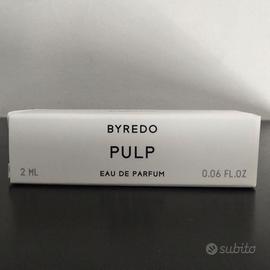 BYREDO
PULP
2 ML EAU DE PARFUM 0.06 FL.OZ
subito